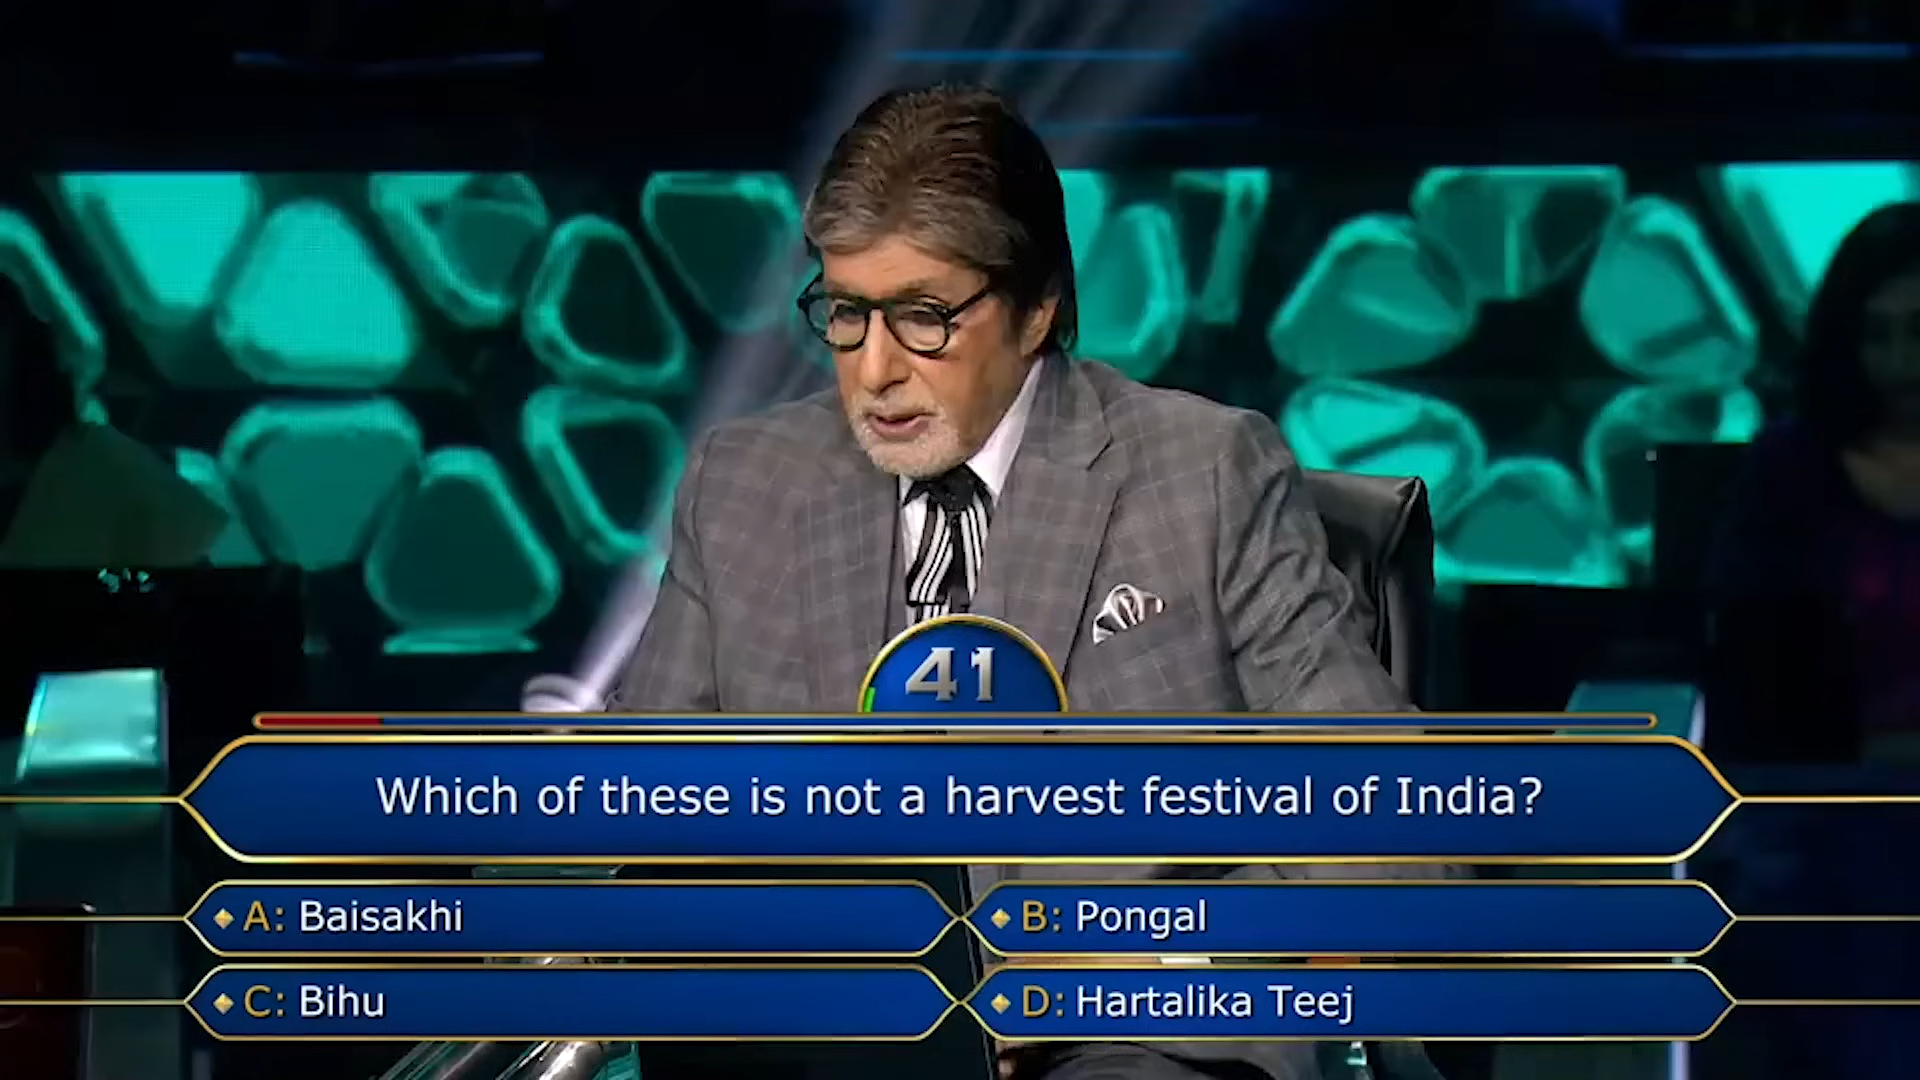 41
Which of these is not a harvest festival of India?
A: Baisakhi
B: Pongal
C: Bihu
D: Hartalika Teej